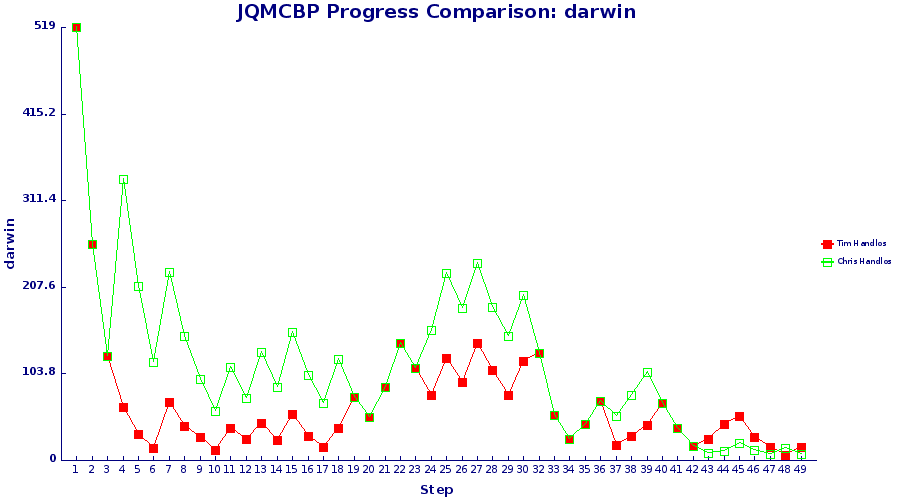 JQMCBP Progress Comparison: darwin
519
415.2
311.4
207.6
103.8
0
darwin
1 2 3 4 5 6 7 8 9 10 11 12 13 14 15 16 17 18 19 20 21 22 23 24 25 26 27 28 29 30 32 33 34 35 36 37 38 39 40 41 42 43 44 45 46 47 48 49
Step
Tim Handlos
Chris Handlos